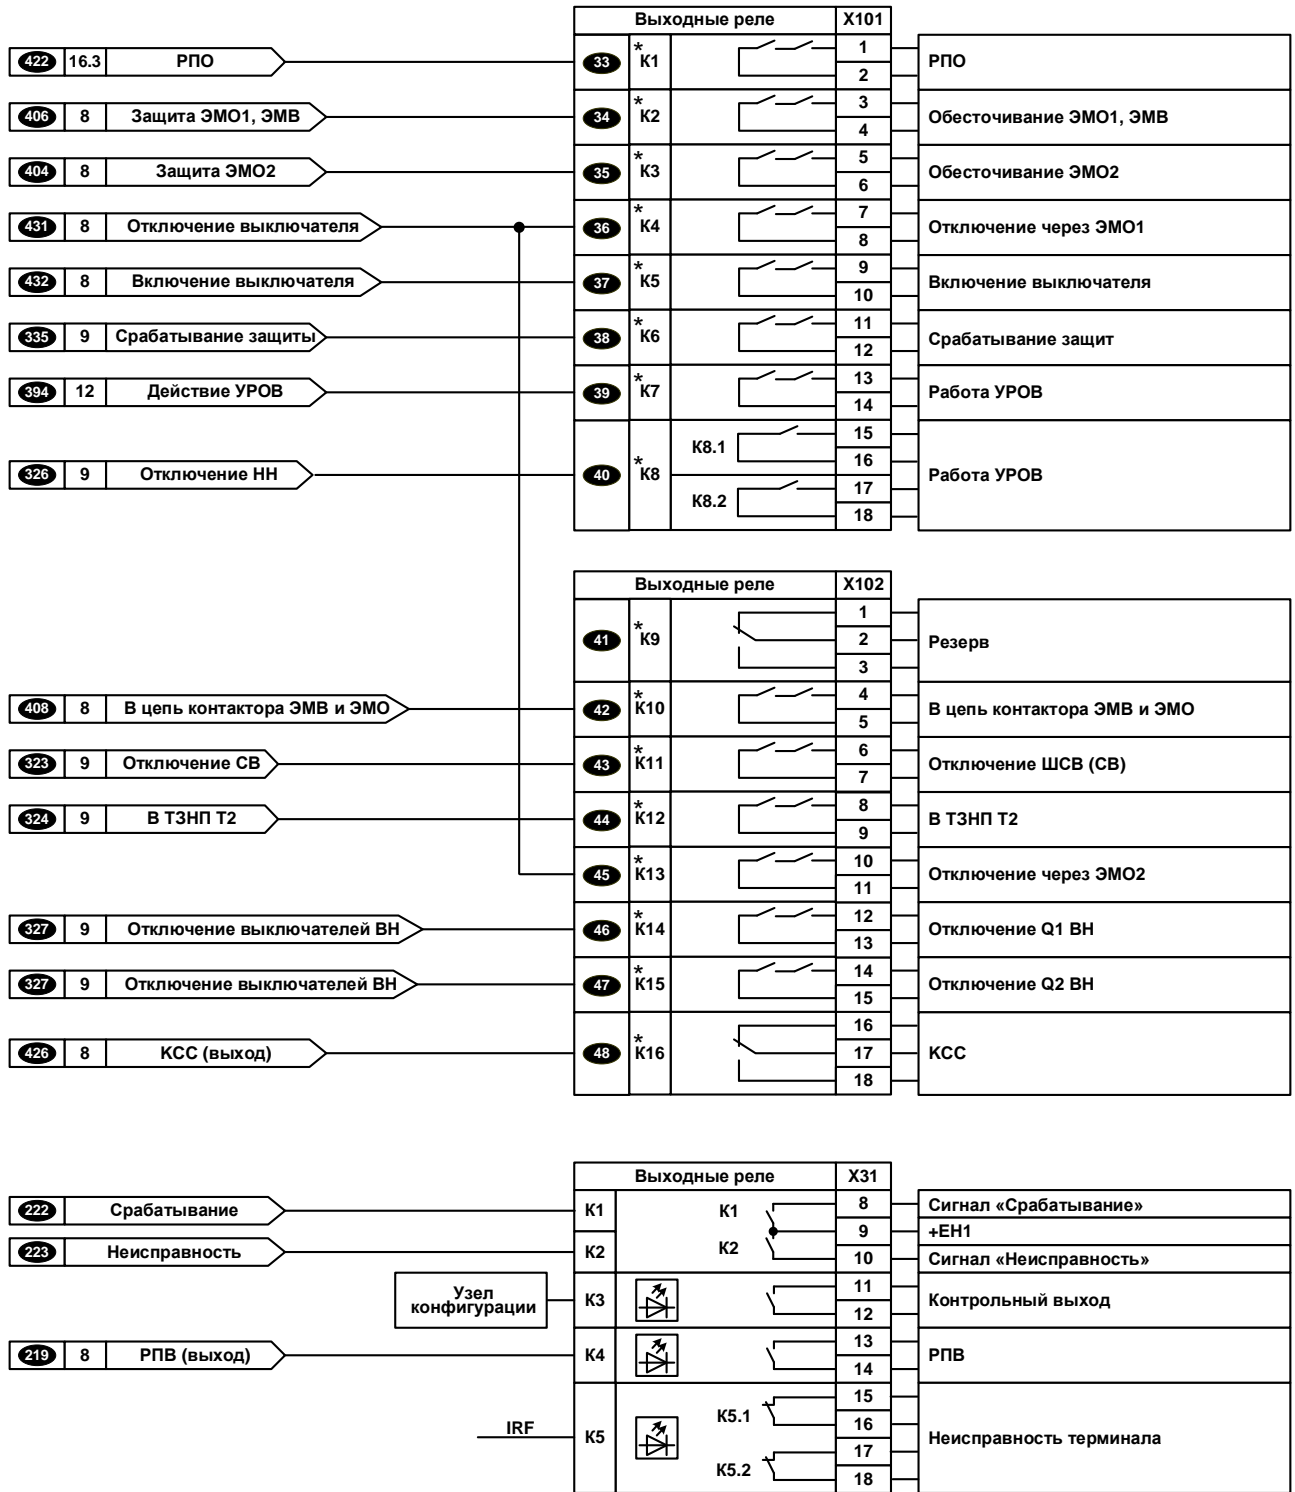 Выходные реле X101
422 16.3 РПО 33 * К1 1 2 РПО
406 8 Защита ЭМО1, ЭМВ 34 * К2 3 4 Обесточивание ЭМО1, ЭМВ
404 8 Защита ЭМО2 35 * К3 5 6 Обесточивание ЭМО2
431 8 Отключение выключателя 36 * К4 7 8 Отключение через ЭМО1
432 8 Включение выключателя 37 * К5 9 10 Включение выключателя
335 9 Срабатывание защиты 38 * К6 11 12 Срабатывание защит
394 12 Действие УРОВ 39 * К7 13 14 Работа УРОВ
326 9 Отключение НН 40 * К8 К8.1 15 16 К8.2 17 18 Работа УРОВ
Выходные реле X102
41 * К9 1 2 3 Резерв
408 8 В цепь контактора ЭМВ и ЭМО 42 * К10 4 5 В цепь контактора ЭМВ и ЭМО
323 9 Отключение СВ 43 * К11 6 7 Отключение ШСВ (СВ)
324 9 В ТЗНП Т2 44 * К12 8 9 В ТЗНП Т2
45 * К13 10 11 Отключение через ЭМО2
327 9 Отключение выключателей ВН 46 * К14 12 13 Отключение Q1 ВН
327 9 Отключение выключателей ВН 47 * К15 14 15 Отключение Q2 ВН
426 8 КСС (выход) 48 * К16 16 17 18 КСС
Выходные реле X31
222 Срабатывание К1 К1 8 Сигнал «Срабатывание»
9 +ЕН1
223 Неисправность К2 К2 10 Сигнал «Неисправность»
Узел
конфигурации К3 11 12 Контрольный выход
219 8 РПВ (выход) К4 13 14 РПВ
IRF К5 К5.1 15 16 К5.2 17 18 Неисправность терминала